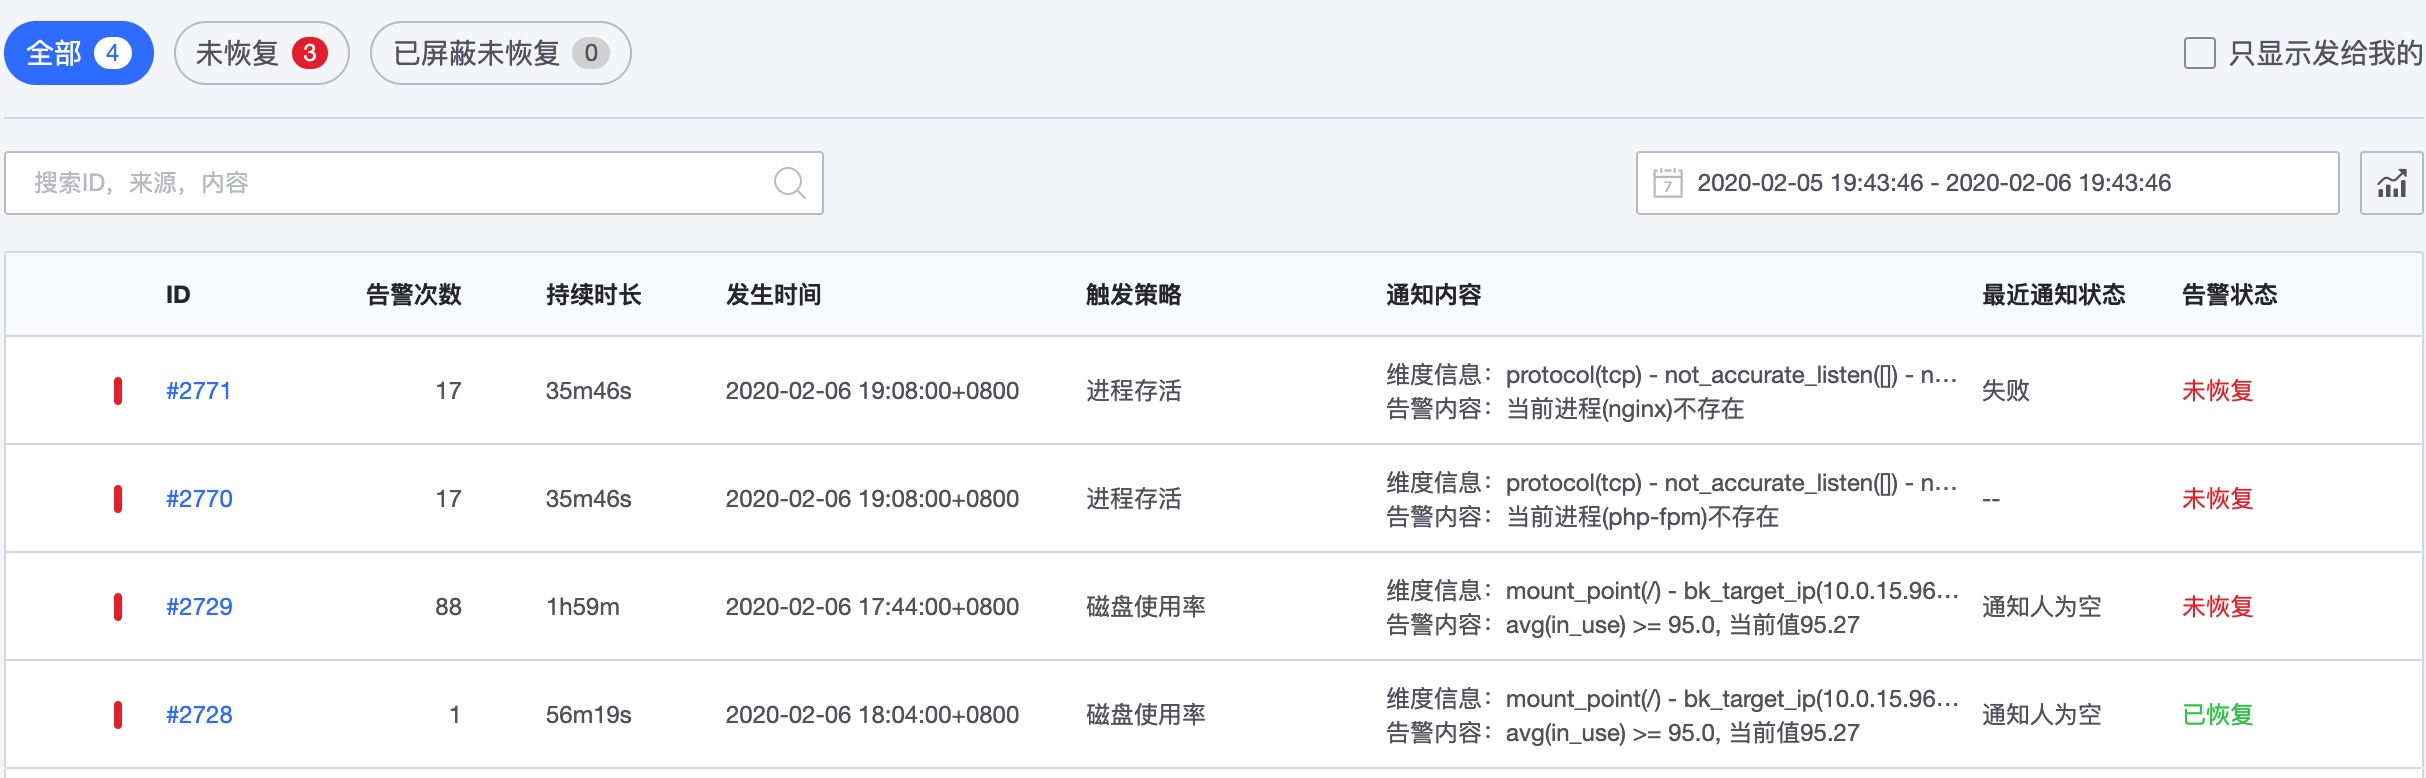 全部 4 未恢复 3 已屏蔽未恢复 0 只显示发给我的
搜索ID，来源，内容 7 2020-02-05 19:43:46 - 2020-02-06 19:43:46
ID 告警次数 持续时长 发生时间 触发策略 通知内容 最近通知状态 告警状态
#2771 17 35m46s 2020-02-06 19:08:00+0800 进程存活 维度信息：protocol(tcp) - not_accurate_listen([]) - n… 失败 未恢复
告警内容：当前进程(nginx)不存在
#2770 17 35m46s 2020-02-06 19:08:00+0800 进程存活 维度信息：protocol(tcp) - not_accurate_listen([]) - n… -- 未恢复
告警内容：当前进程(php-fpm)不存在
#2729 88 1h59m 2020-02-06 17:44:00+0800 磁盘使用率 维度信息：mount_point(/) - bk_target_ip(10.0.15.96… 通知人为空 未恢复
告警内容：avg(in_use) >= 95.0, 当前值95.27
#2728 1 56m19s 2020-02-06 18:04:00+0800 磁盘使用率 维度信息：mount_point(/) - bk_target_ip(10.0.15.96… 通知人为空 已恢复
告警内容：avg(in_use) >= 95.0, 当前值95.27